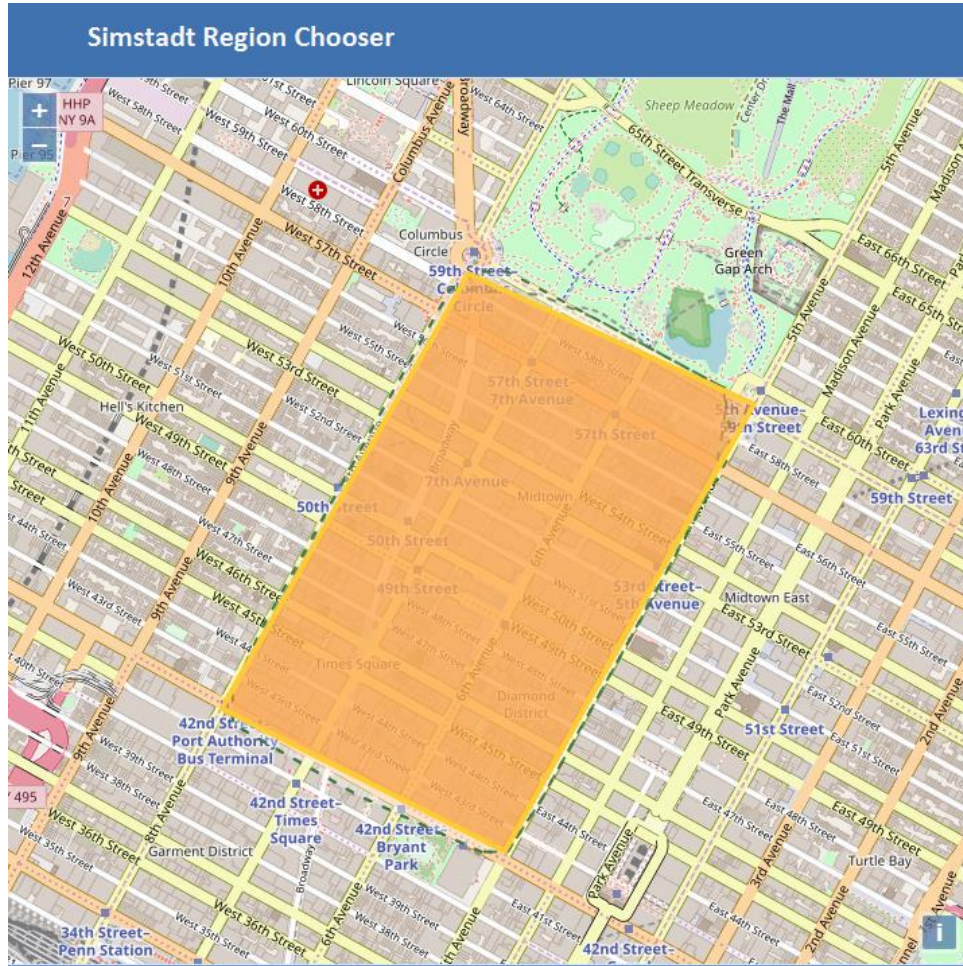 Simstadt Region Chooser
Pier 97
HHP
NY 9A
+
−
Pier 95
West 58th Street
West 59th Street
West 60th Street
Lincoln Square
Columbus Avenue
Broadway
West 64th Street
Sheep Meadow
Center Dr
The Mall
65th Street Transverse
5th Avenue
Madison A
7
12th Avenue
10th Avenue
West 58th Street
West 57th Street
Columbus
Circle
59th Street–
Columbus
Circle
Green
Gap Arch
East 66th Street
East 65th Street
Par
5th Avenue
Madison Avenue
Park Avenue
West 50th Street
West 51st Street
West 53rd Street
West 55th Street
West 52nd Street
West 58th Street
57th Street–
7th Avenue
57th Street
5th Avenue–
59th Street
Lexing
Aven
63rd St
East 60th Street
East 58th Street
59th Street
Hell's Kitchen
11th Avenue
West 49th Street
West 48th Street
10th Avenue
9th Avenue
West 47th Street
50th Street
Broadway
7th Avenue
Midtown
West 54th Street
6th Avenue
50th Street
49th Street
53rd Street–
5th Avenue
East 55th Street
East 56th Street
Midtown East
East 53rd Street
East 55th Street
West 44th Street
West 43rd Street
West 46th Street
West 45th Street
9th Avenue
West 44
West 40th Street
Times Square
West 48th Street
West 47th Street
West 50th Street
West 49th Street
6th Avenue
West 46th Street
Diamond
District
West 43rd Street
West 44th Street
West 45th Street
West 43rd Street
West 44th Street
East 49th Street
Park Avenue
East 52nd Street
East 51st Street
51st Street
2nd Avenue
42nd Street–
Port Authority
Bus Terminal
9th Avenue
West 39th Street
West 38th Street
495
West 36th Street
West 35th Street
8th Avenue
Garment District
42nd Street–
Times
Square
42nd Street–
Bryant
Park
Broadway
East 44th Street
East 47th Street
East 48th Street
East 49th Street
3rd Avenue
Turtle Bay
Park Avenue
West 36th Street
West 35th Street
6th Avenue
West 39th Street
West 38th Street
East 41st Street
East 44th Street
2nd Avenue
34th Street–
Penn Station
42nd Street–
i